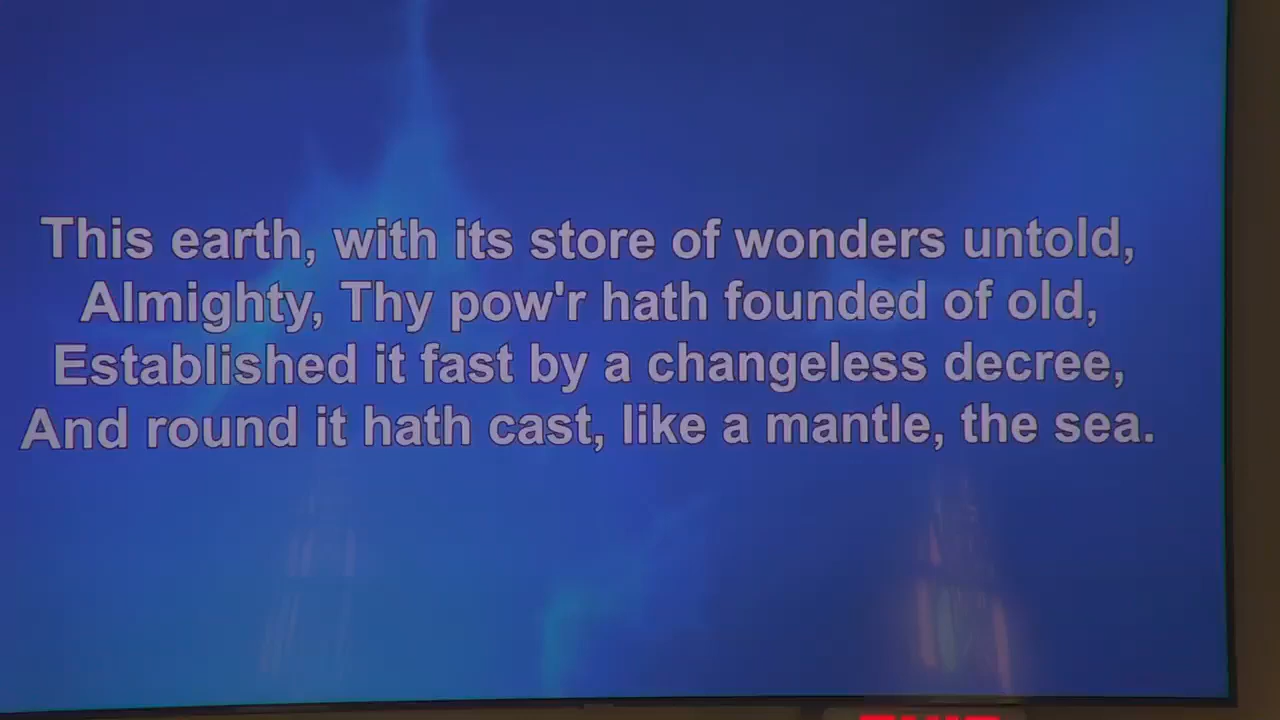 This earth, with its store of wonders untold,
Almighty, Thy pow'r hath founded of old,
Established it fast by a changeless decree,
And round it hath cast, like a mantle, the sea.